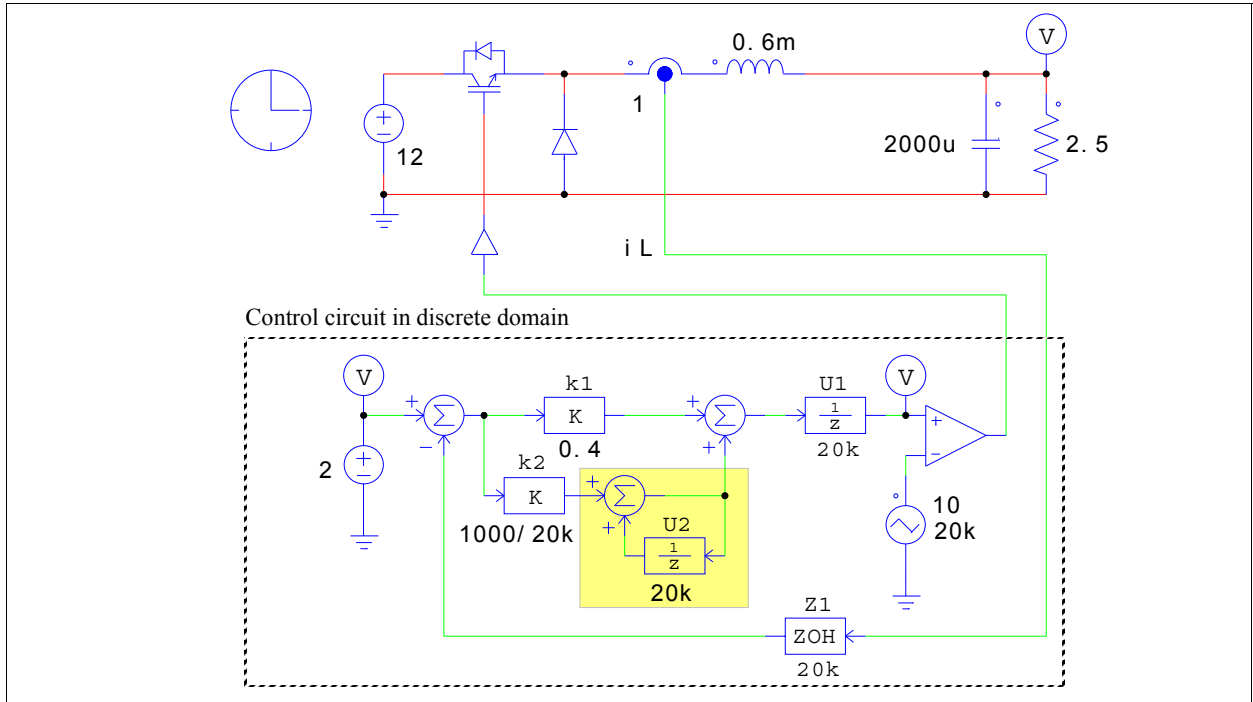 V
0.6m
1
12
2000u
2.5
iL
Control circuit in discrete domain
V
k1
U1
V
+
Σ
−
K
+
Σ
+
1/z
+
−
0.4
20k
2
k2
K
+
Σ
+
10
1000/20k
U2
20k
1/z
20k
Z1
ZOH
20k